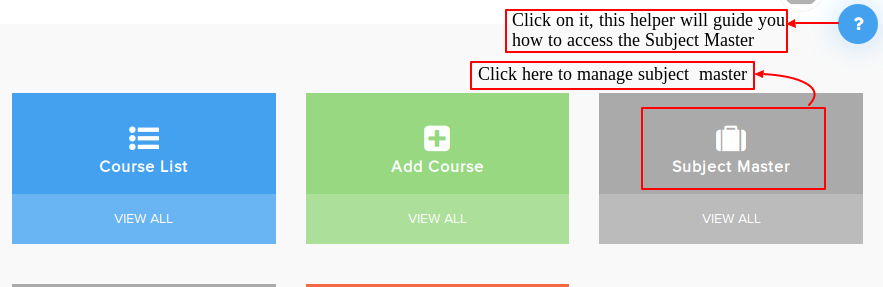 Click on it, this helper will guide you
how to access the Subject Master
?
Click here to manage subject  master
Course List
Add Course
Subject Master
VIEW ALL
VIEW ALL
VIEW ALL